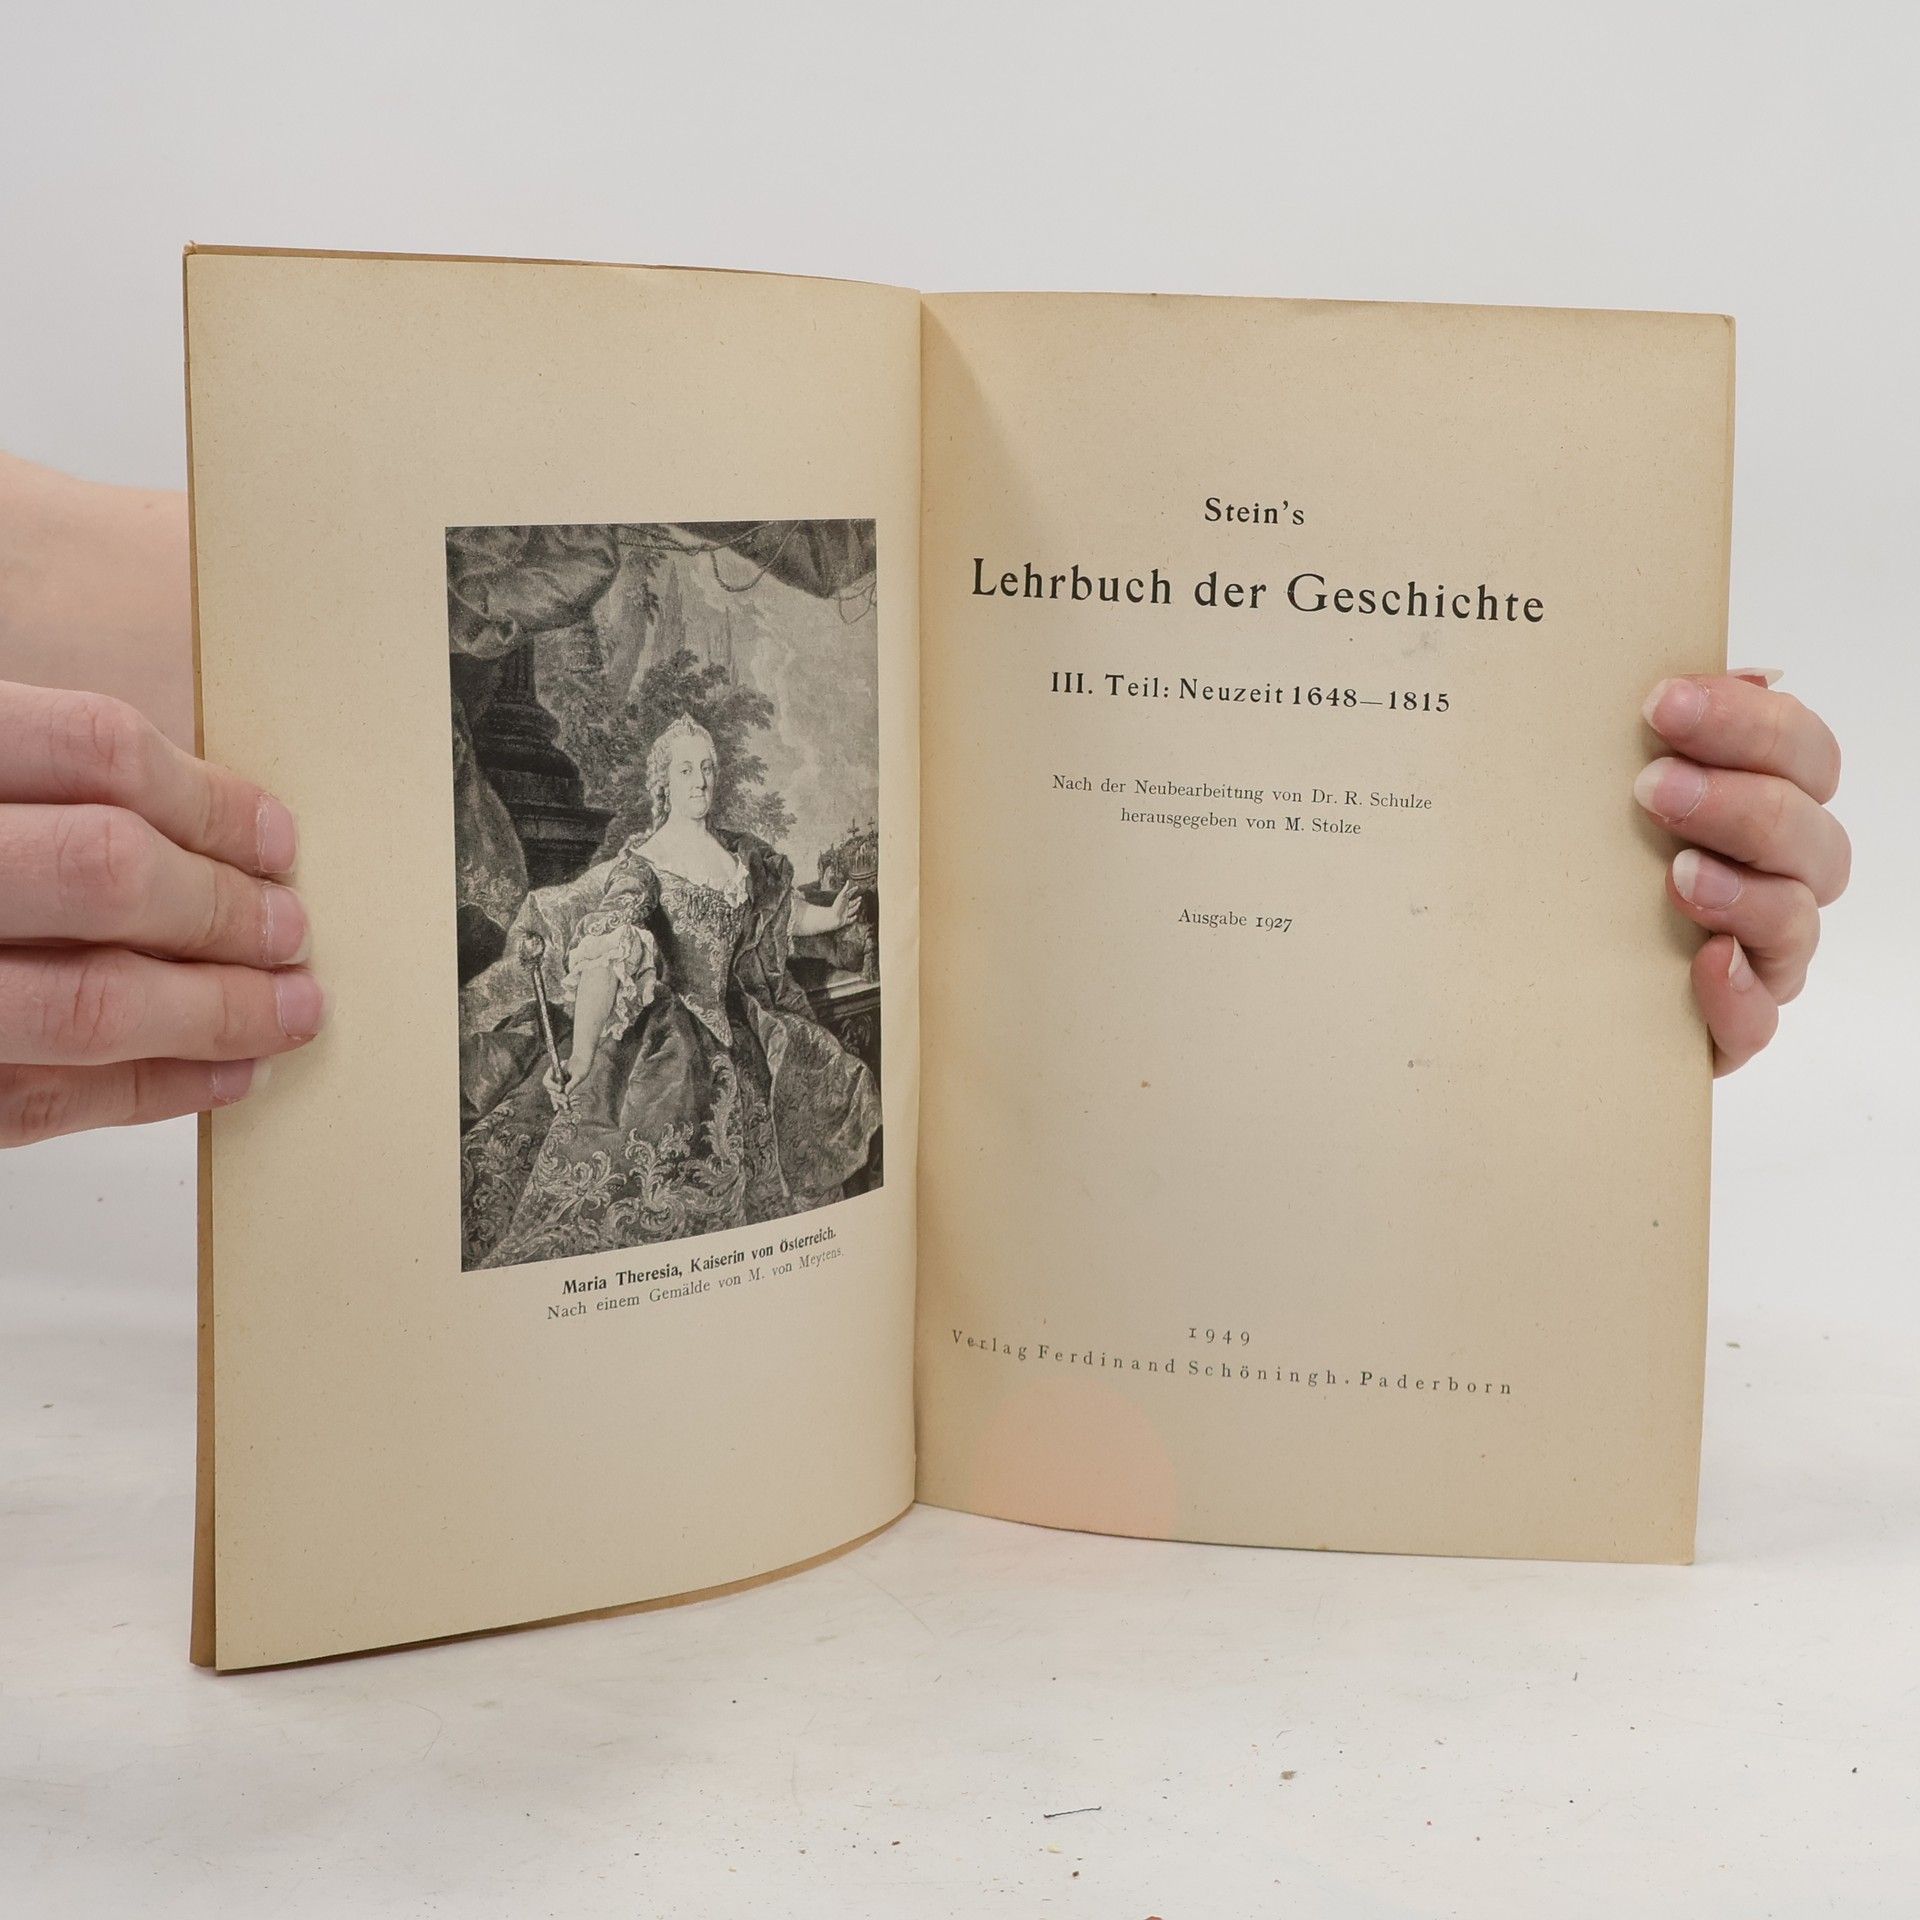 Maria Theresia, Kaiserin von Österreich.
Nach einem Gemälde von M. von Meytens.
Stein's
Lehrbuch der Geschichte
III. Teil: Neuzeit 1648—1815
Nach der Neubearbeitung von Dr. R. Schulze
herausgegeben von M. Stolze
Ausgabe 1927
1949
Verlag Ferdinand Schöningh. Paderborn